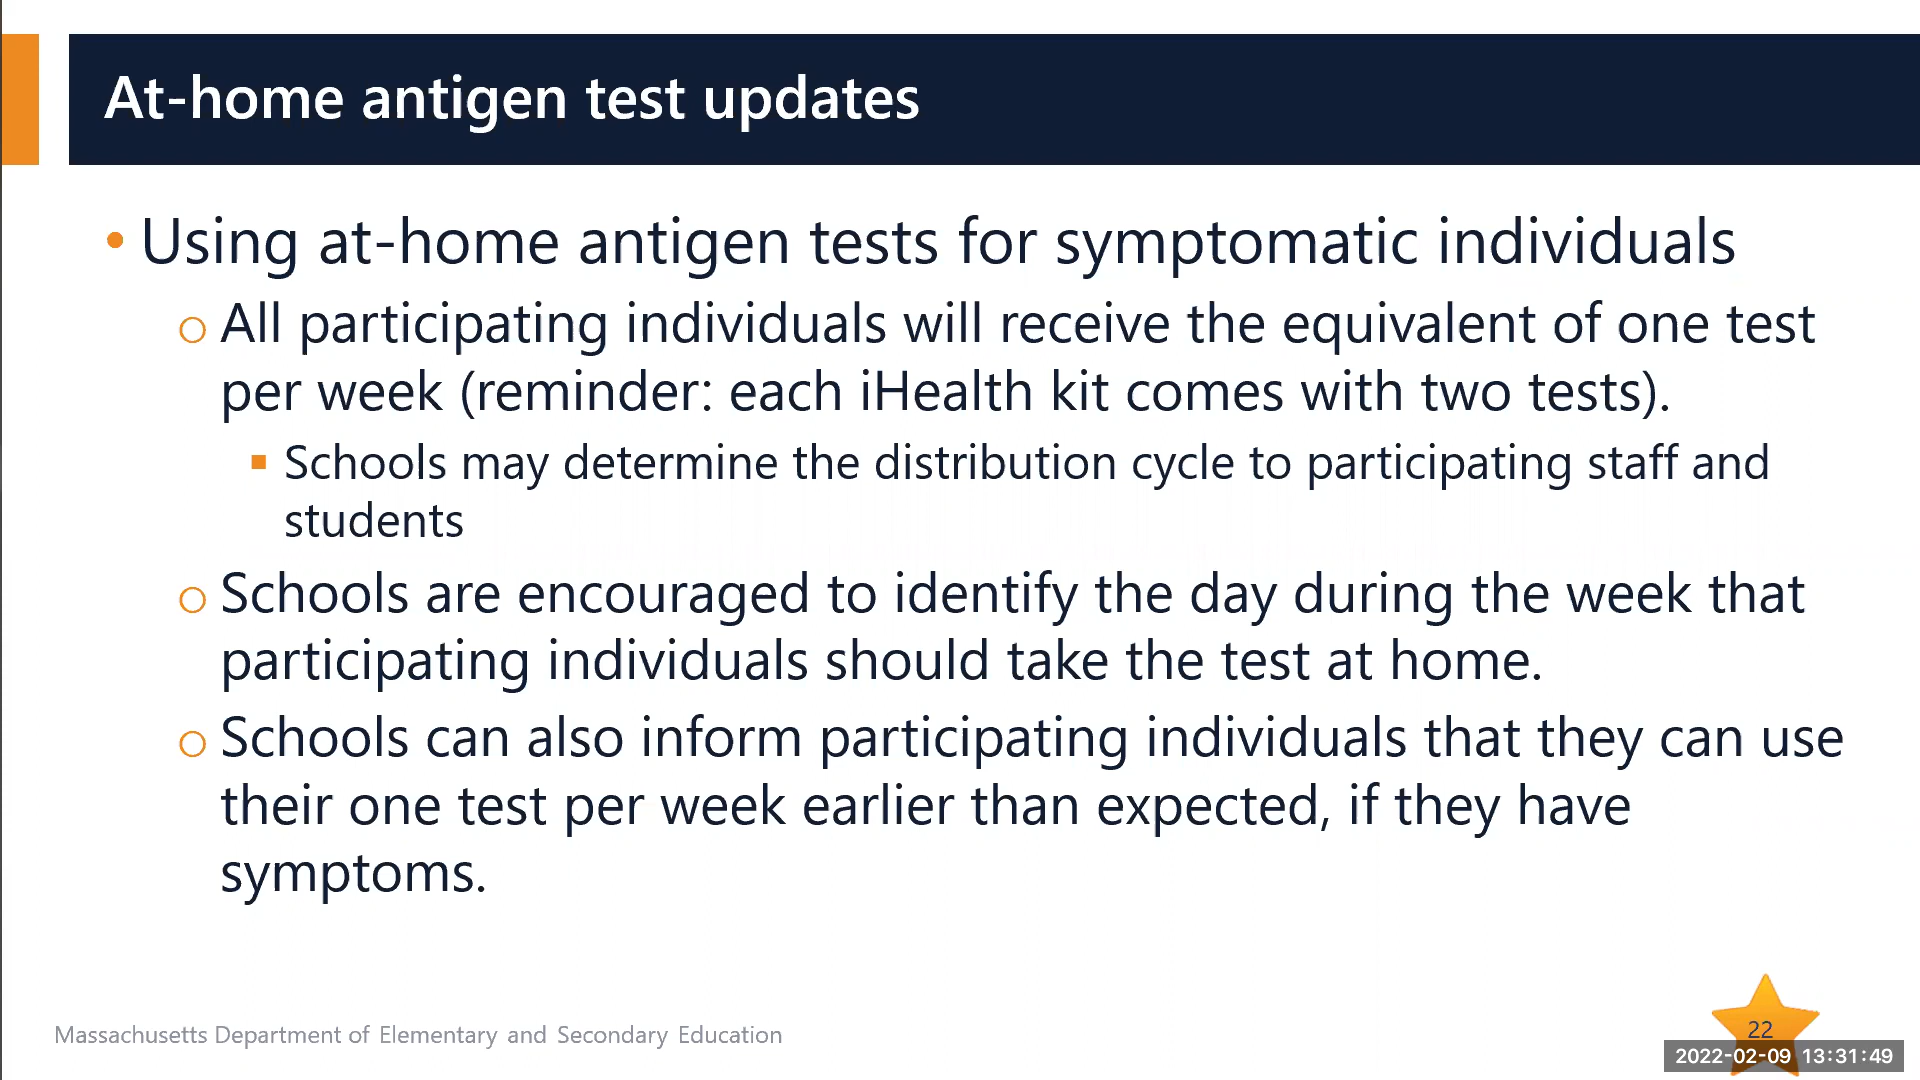 At-home antigen test updates
• Using at-home antigen tests for symptomatic individuals
o All participating individuals will receive the equivalent of one test
per week (reminder: each iHealth kit comes with two tests).
▪ Schools may determine the distribution cycle to participating staff and
students
o Schools are encouraged to identify the day during the week that
participating individuals should take the test at home.
o Schools can also inform participating individuals that they can use
their one test per week earlier than expected, if they have
symptoms.
Massachusetts Department of Elementary and Secondary Education
22
2022-02-09 13:31:49